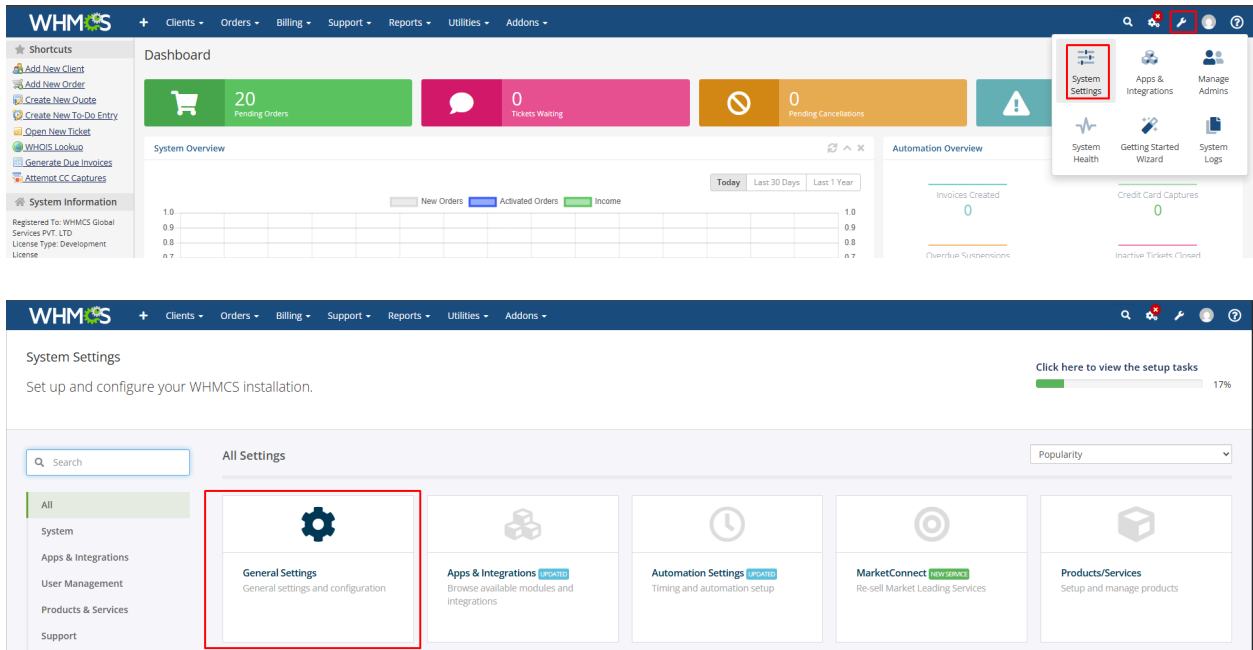 WHMCS + Clients Orders Billing Support Reports Utilities Addons
Shortcuts
Add New Client
Add New Order
Create New Quote
Create New To-Do Entry
Open New Ticket
WHOIS Lookup
Generate Due Invoices
Attempt CC Captures
System Information
Registered To: WHMCS Global
Services PVT. LTD
License Type: Development
License
Dashboard
20
Pending Orders
0
Tickets Waiting
0
Pending Cancellations
System
Settings
Apps &
Integrations
Manage
Admins
System
Health
Getting Started
Wizard
System
Logs
System Overview
Today Last 30 Days Last 1 Year
New Orders Activated Orders Income
1.0 1.0
0.9 0.9
0.8 0.8
0.7 0.7
Automation Overview
Invoices Created
0
Credit Card Captures
0
Overdue Suspensions
Inactive Tickets Closed
WHMCS + Clients Orders Billing Support Reports Utilities Addons
System Settings
Set up and configure your WHMCS installation.
Click here to view the setup tasks
17%
Search
All
System
Apps & Integrations
User Management
Products & Services
Support
All Settings
Popularity
General Settings
General settings and configuration
Apps & Integrations UPDATED
Browse available modules and
integrations
Automation Settings UPDATED
Timing and automation setup
MarketConnect NEW SERVICE
Re-sell Market Leading Services
Products/Services
Setup and manage products